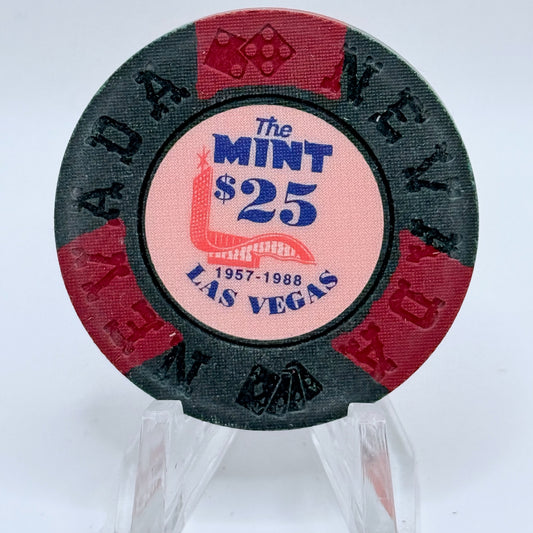 The
MINT
$25
1957-1988
LAS VEGAS
NEVADA
NEVADA